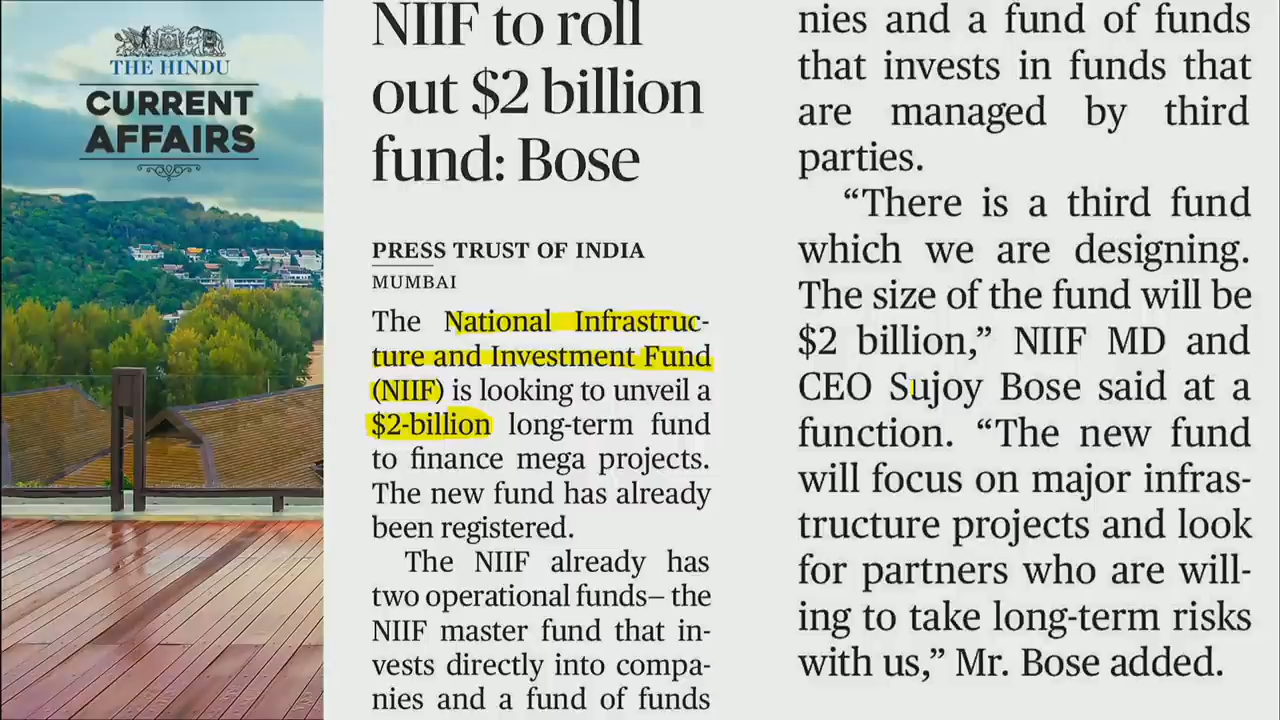 THE HINDU
CURRENT
AFFAIRS
NIIF to roll
out $2 billion
fund: Bose
PRESS TRUST OF INDIA
MUMBAI
The National Infrastruc-
ture and Investment Fund
(NIIF) is looking to unveil a
$2-billion long-term fund
to finance mega projects.
The new fund has already
been registered.
The NIIF already has
two operational funds– the
NIIF master fund that in-
vests directly into compa-
nies and a fund of funds
nies and a fund of funds
that invests in funds that
are managed by third
parties.
“There is a third fund
which we are designing.
The size of the fund will be
$2 billion,” NIIF MD and
CEO Sujoy Bose said at a
function. “The new fund
will focus on major infras-
tructure projects and look
for partners who are will-
ing to take long-term risks
with us,” Mr. Bose added.